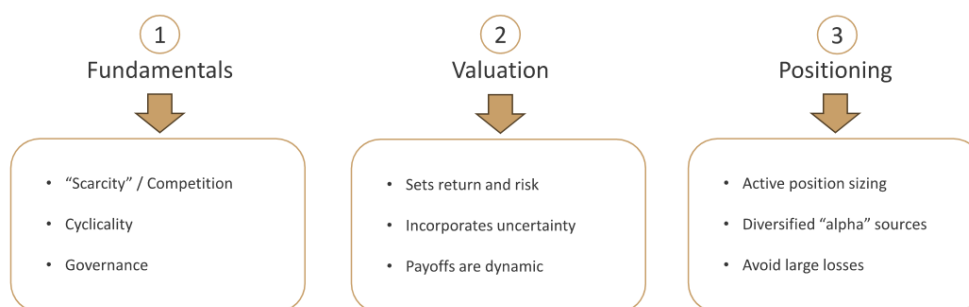 1
Fundamentals
• “Scarcity” / Competition
• Cyclicality
• Governance
2
Valuation
• Sets return and risk
• Incorporates uncertainty
• Payoffs are dynamic
3
Positioning
• Active position sizing
• Diversified “alpha” sources
• Avoid large losses